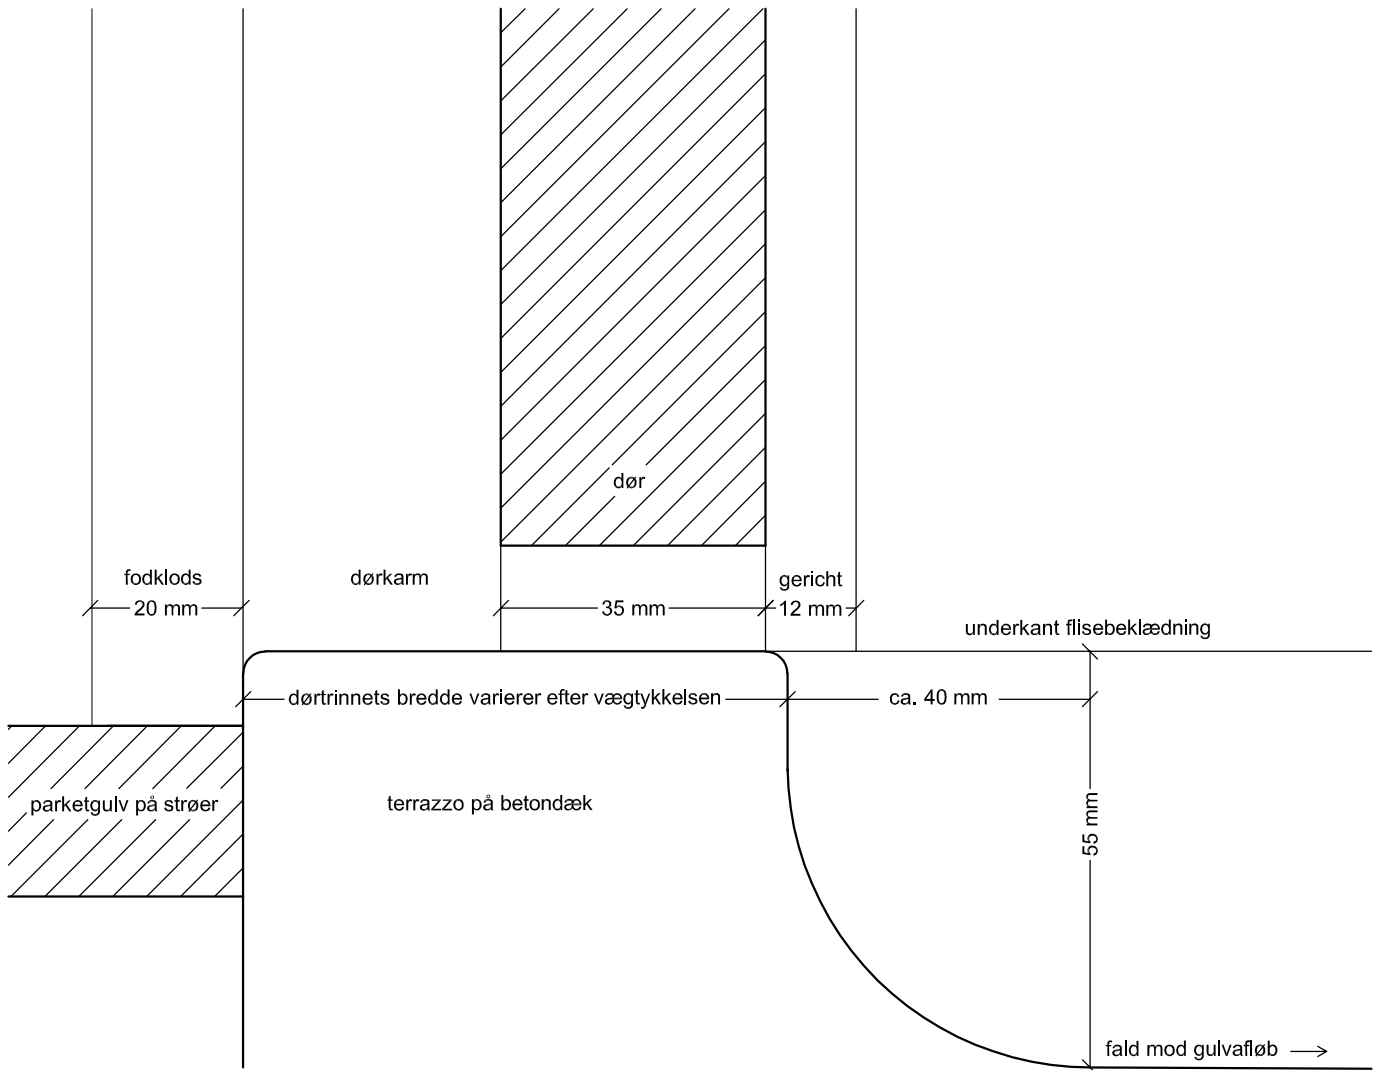 dør
fodklods
dørkarm
gericht
20 mm
35 mm
12 mm
underkant flisebeklædning
dørtrinnets bredde varierer efter vægtykkelsen
ca. 40 mm
parketgulv på strøer
terrazzo på betondæk
55 mm
fald mod gulvafløb